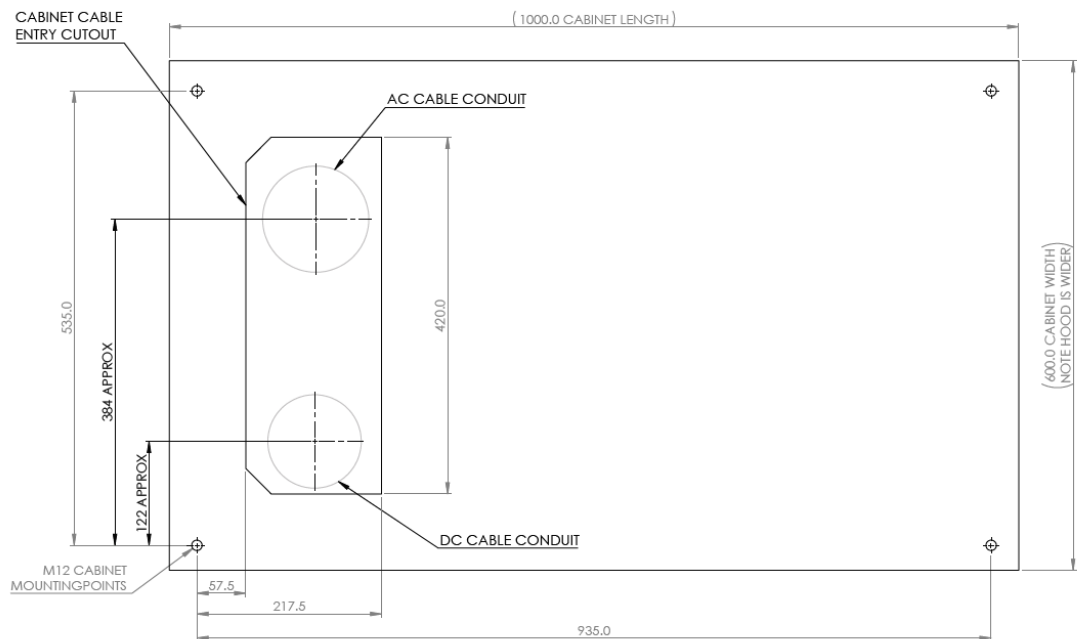 CABINET CABLE
ENTRY CUTOUT
( 1000.0 CABINET LENGTH )
AC CABLE CONDUIT
535.0
384 APPROX
122 APPROX
420.0
(600.0 CABINET WIDTH)
NOTE HOOD IS WIDER
DC CABLE CONDUIT
M12 CABINET
MOUNTINGPOINTS
57.5
217.5
935.0